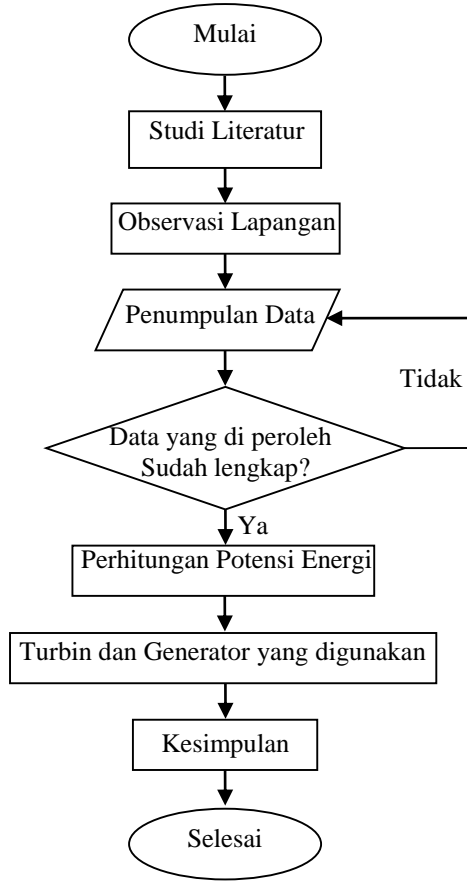 Mulai
Studi Literatur
Observasi Lapangan
Penumpulan Data
Tidak
Data yang di peroleh
Sudah lengkap?
Ya
Perhitungan Potensi Energi
Turbin dan Generator yang digunakan
Kesimpulan
Selesai